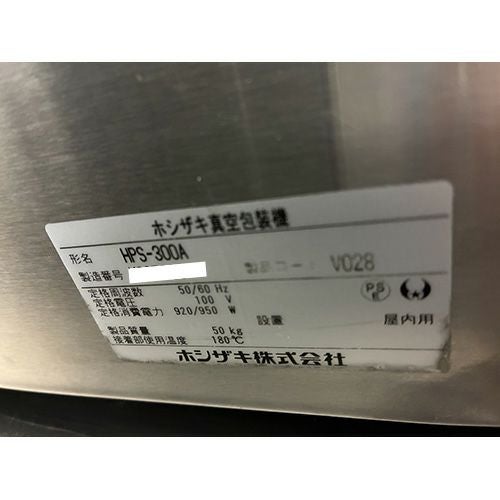 ホシザキ真空包装機
形名 HPS-300A
製造番号 製品コード V028
定格周波数 50/60 Hz
定格電圧 100 V
定格消費電力 920/950 W 設置 屋内用
製品質量 50 kg
接着部使用温度 180℃
PS E
ホシザキ株式会社